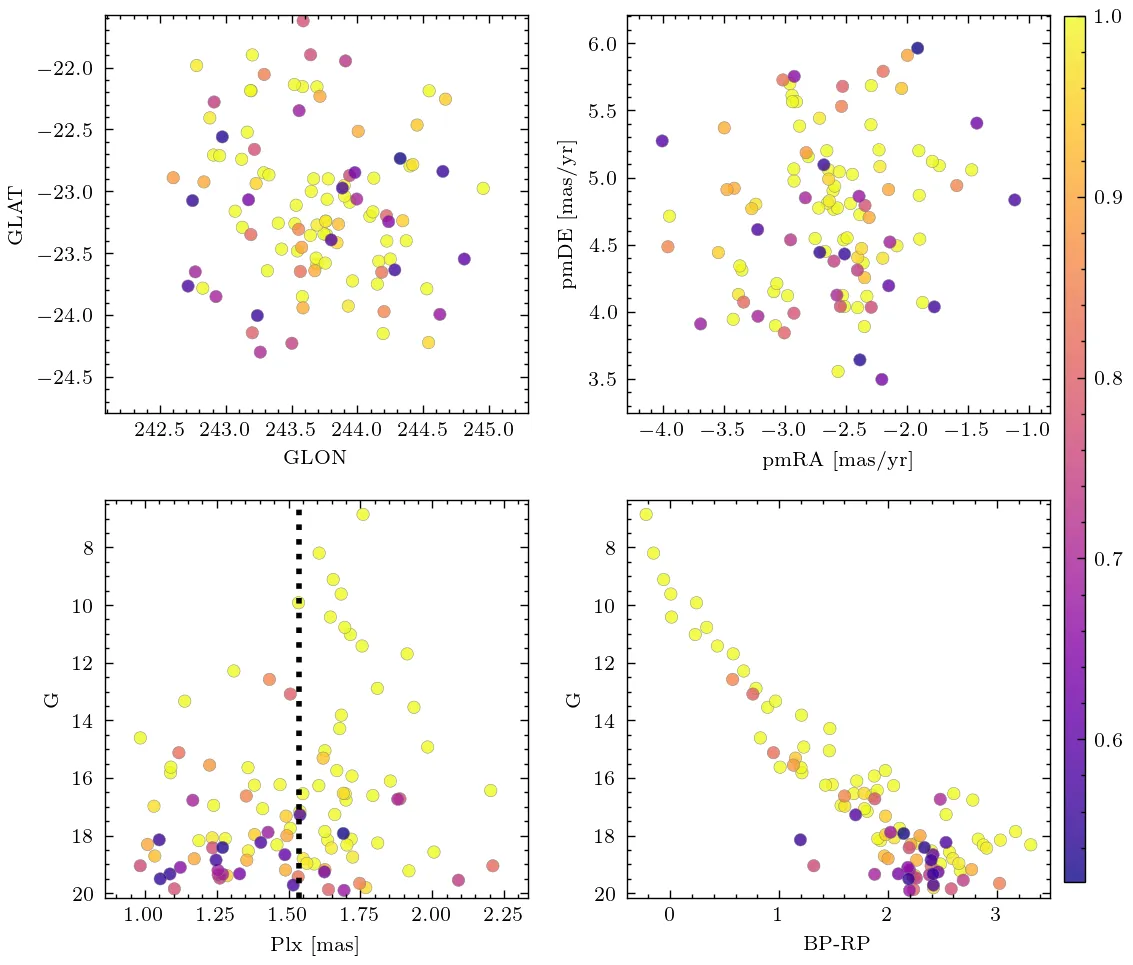 −22.0
−22.5
−23.0
−23.5
−24.0
−24.5
GLAT
242.5 243.0 243.5 244.0 244.5 245.0
GLON
6.0
5.5
5.0
4.5
4.0
3.5
pmDE [mas/yr]
−4.0 −3.5 −3.0 −2.5 −2.0 −1.5 −1.0
pmRA [mas/yr]
1.0
0.9
0.8
0.7
0.6
8
10
12
14
16
18
20
G
1.00 1.25 1.50 1.75 2.00 2.25
Plx [mas]
8
10
12
14
16
18
20
G
0 1 2 3
BP-RP